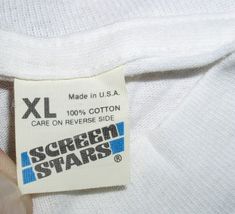 XL
Made in U.S.A.
100% COTTON
CARE ON REVERSE SIDE
SCREEN
STARS®